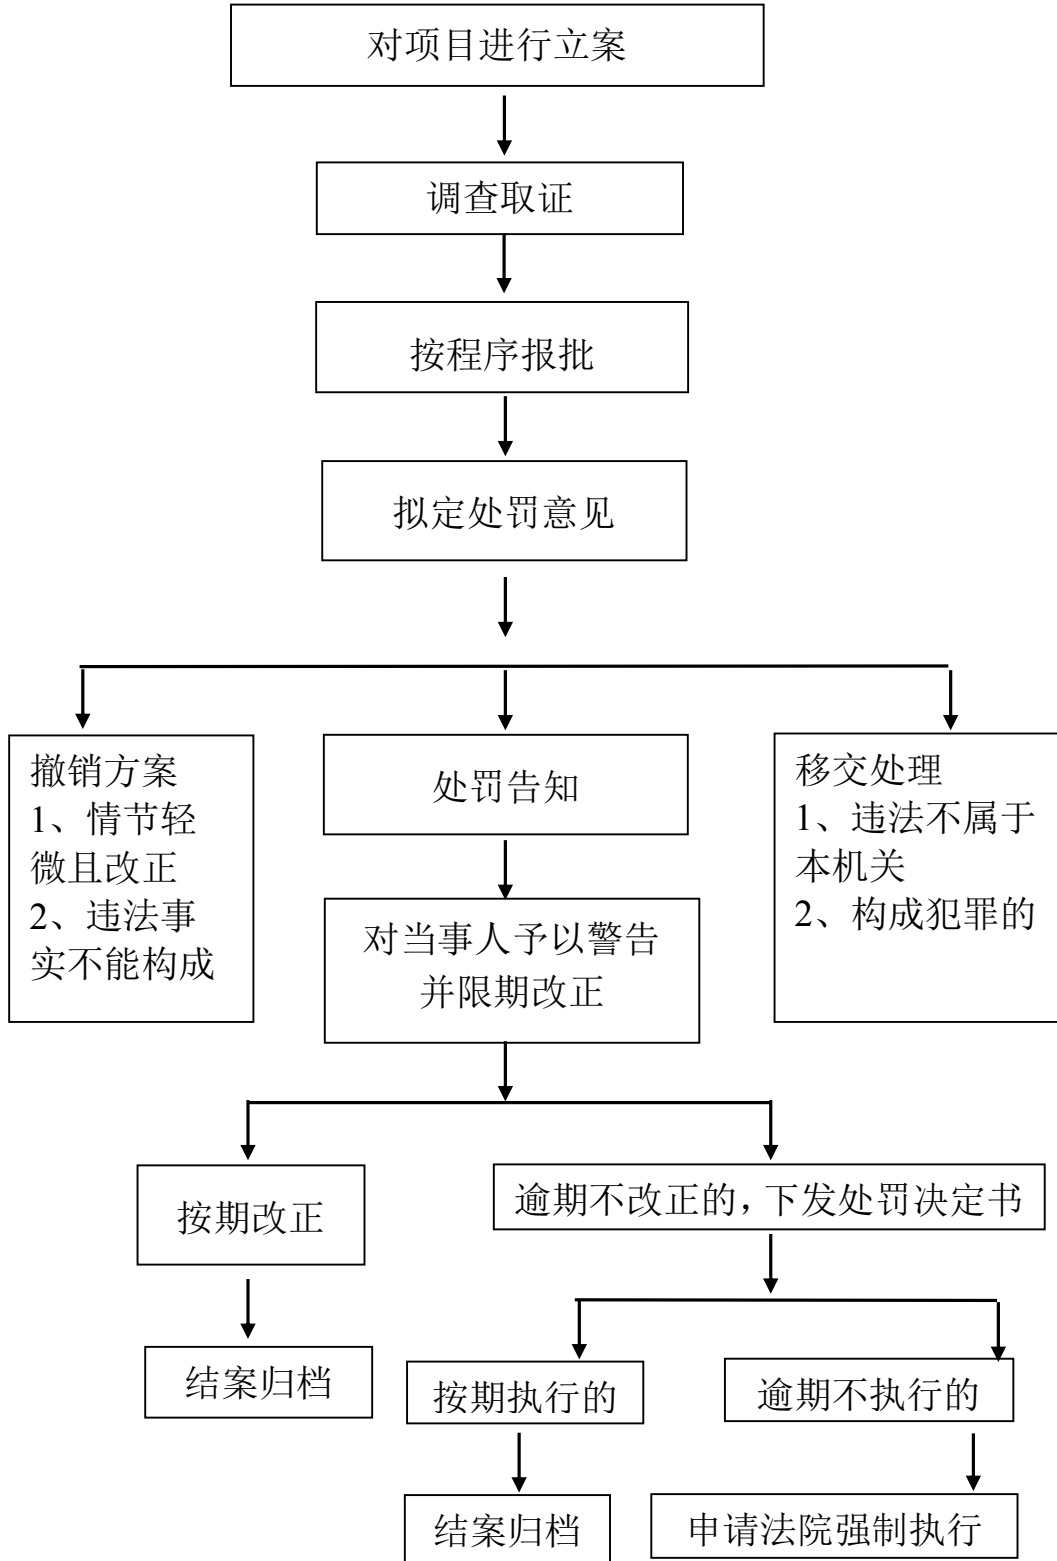 对项目进行立案
调查取证
按程序报批
拟定处罚意见
撤销方案
1、情节轻
微且改正
2、违法事
实不能构成
处罚告知
移交处理
1、违法不属于
本机关
2、构成犯罪的
对当事人予以警告
并限期改正
按期改正
逾期不改正的，下发处罚决定书
结案归档
按期执行的
逾期不执行的
结案归档
申请法院强制执行